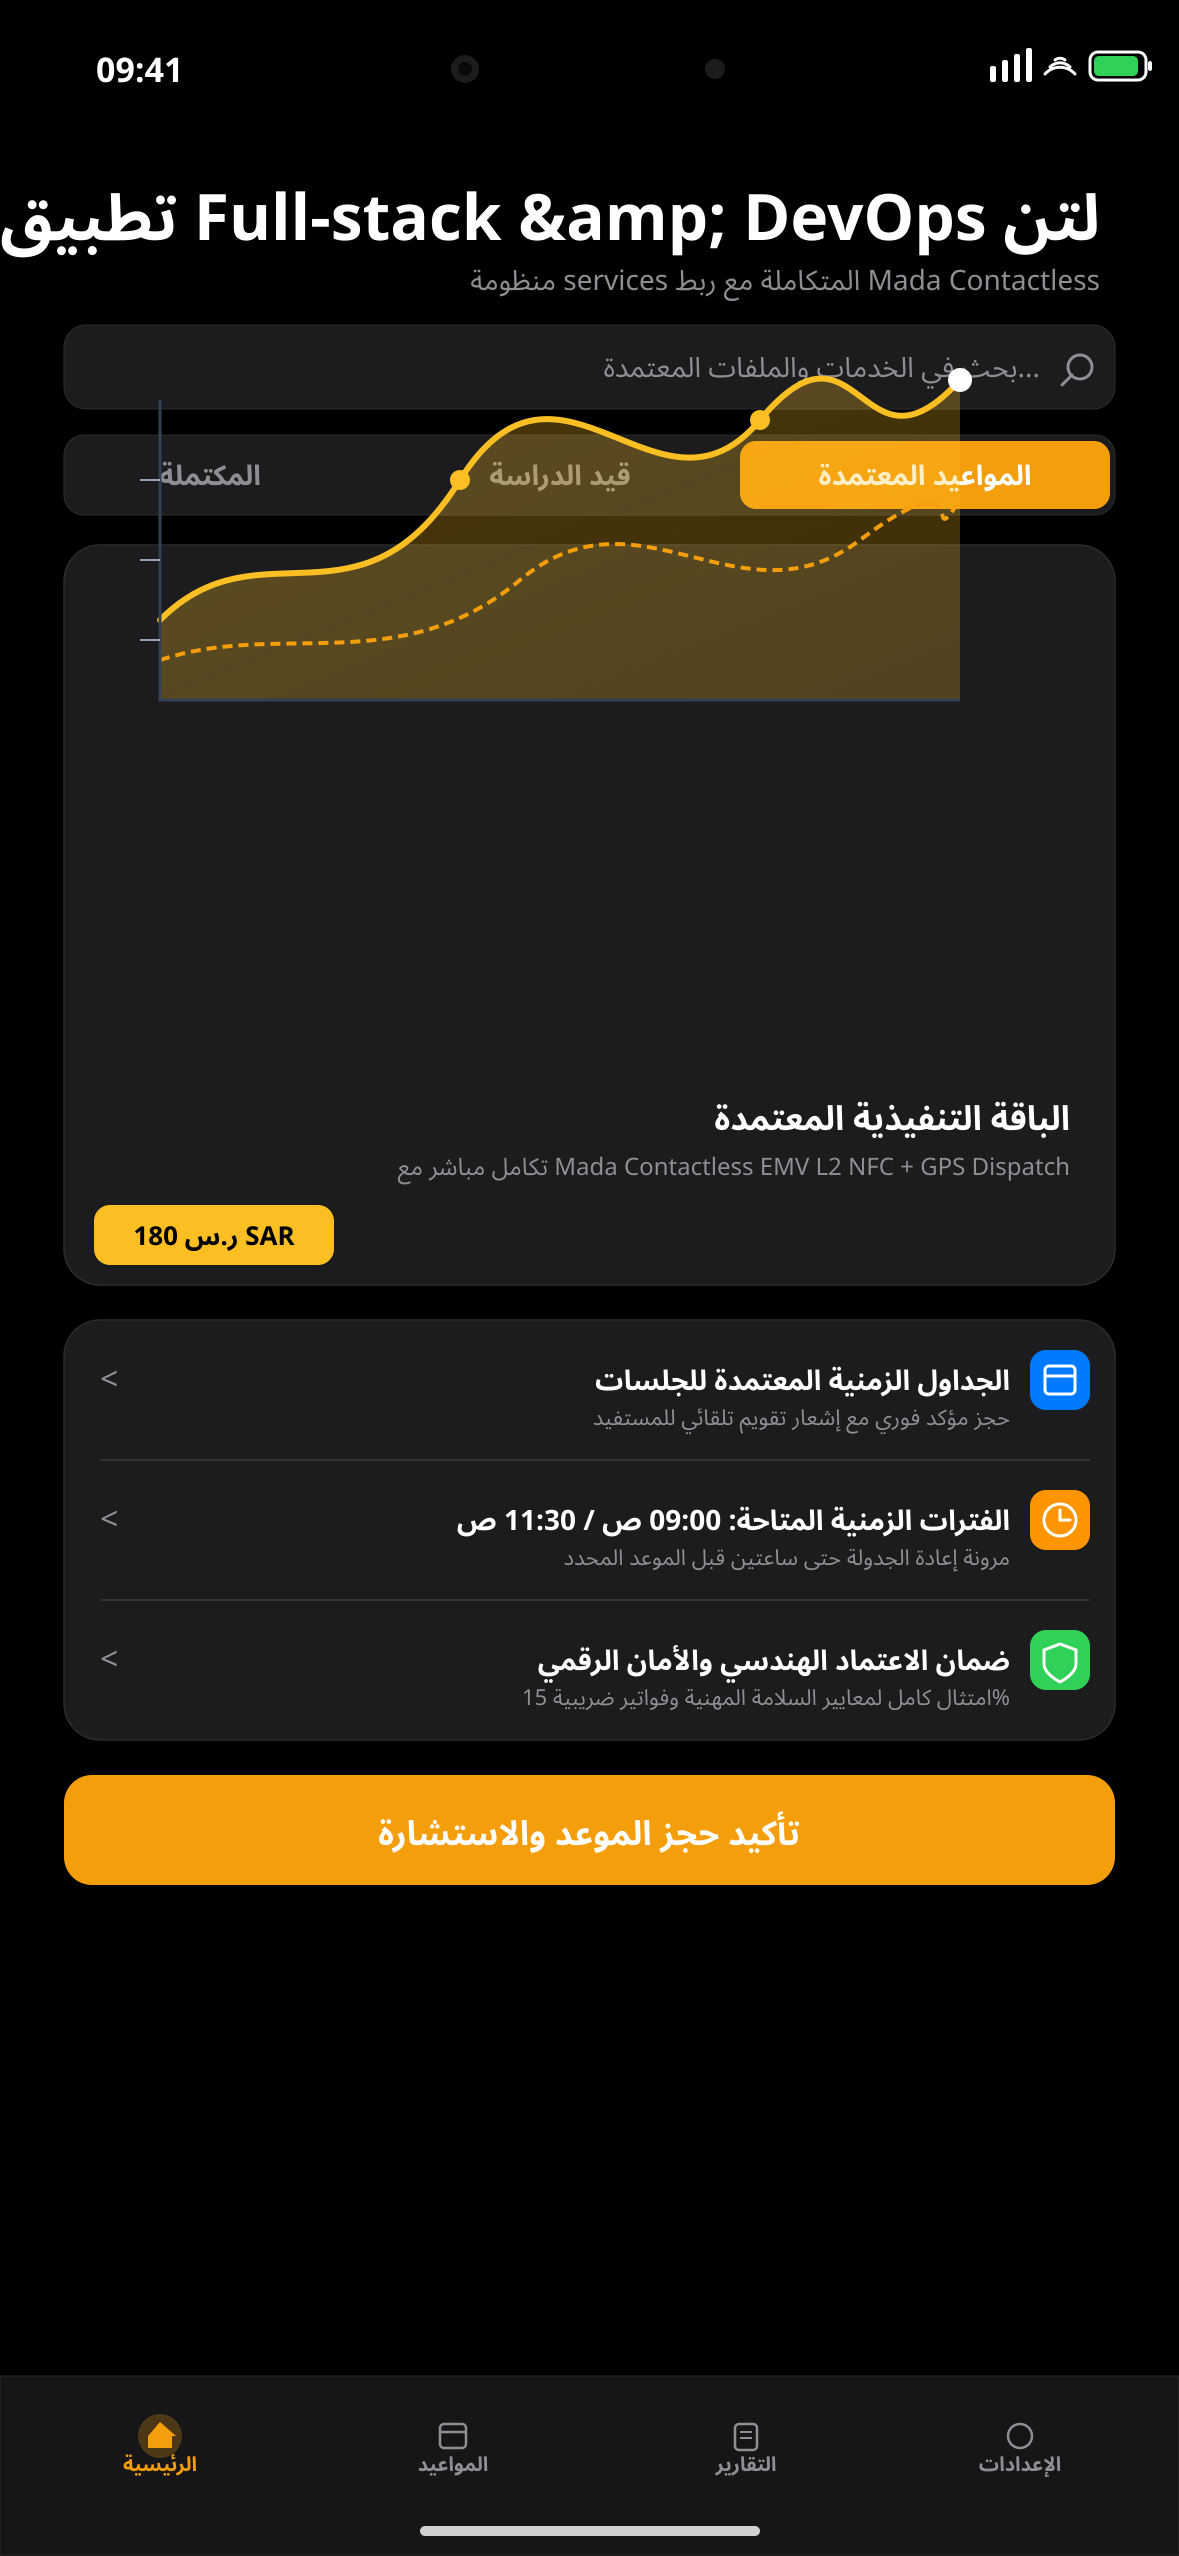 09:41
لتن Full-stack &amp; DevOps تطبيق
Mada Contactless المتكاملة مع ربط services منظومة
...بحث في الخدمات والملفات المعتمدة
المواعيد المعتمدة
قيد الدراسة
المكتملة
الباقة التنفيذية المعتمدة
Mada Contactless EMV L2 NFC + GPS Dispatch تكامل مباشر مع
180 ر.س SAR
الجداول الزمنية المعتمدة للجلسات
حجز مؤكد فوري مع إشعار تقويم تلقائي للمستفيد
الفترات الزمنية المتاحة: 09:00 ص / 11:30 ص
مرونة إعادة الجدولة حتى ساعتين قبل الموعد المحدد
ضمان الاعتماد الهندسي والأمان الرقمي
%امتثال كامل لمعايير السلامة المهنية وفواتير ضريبية 15
تأكيد حجز الموعد والاستشارة
الإعدادات
التقارير
المواعيد
الرئيسية